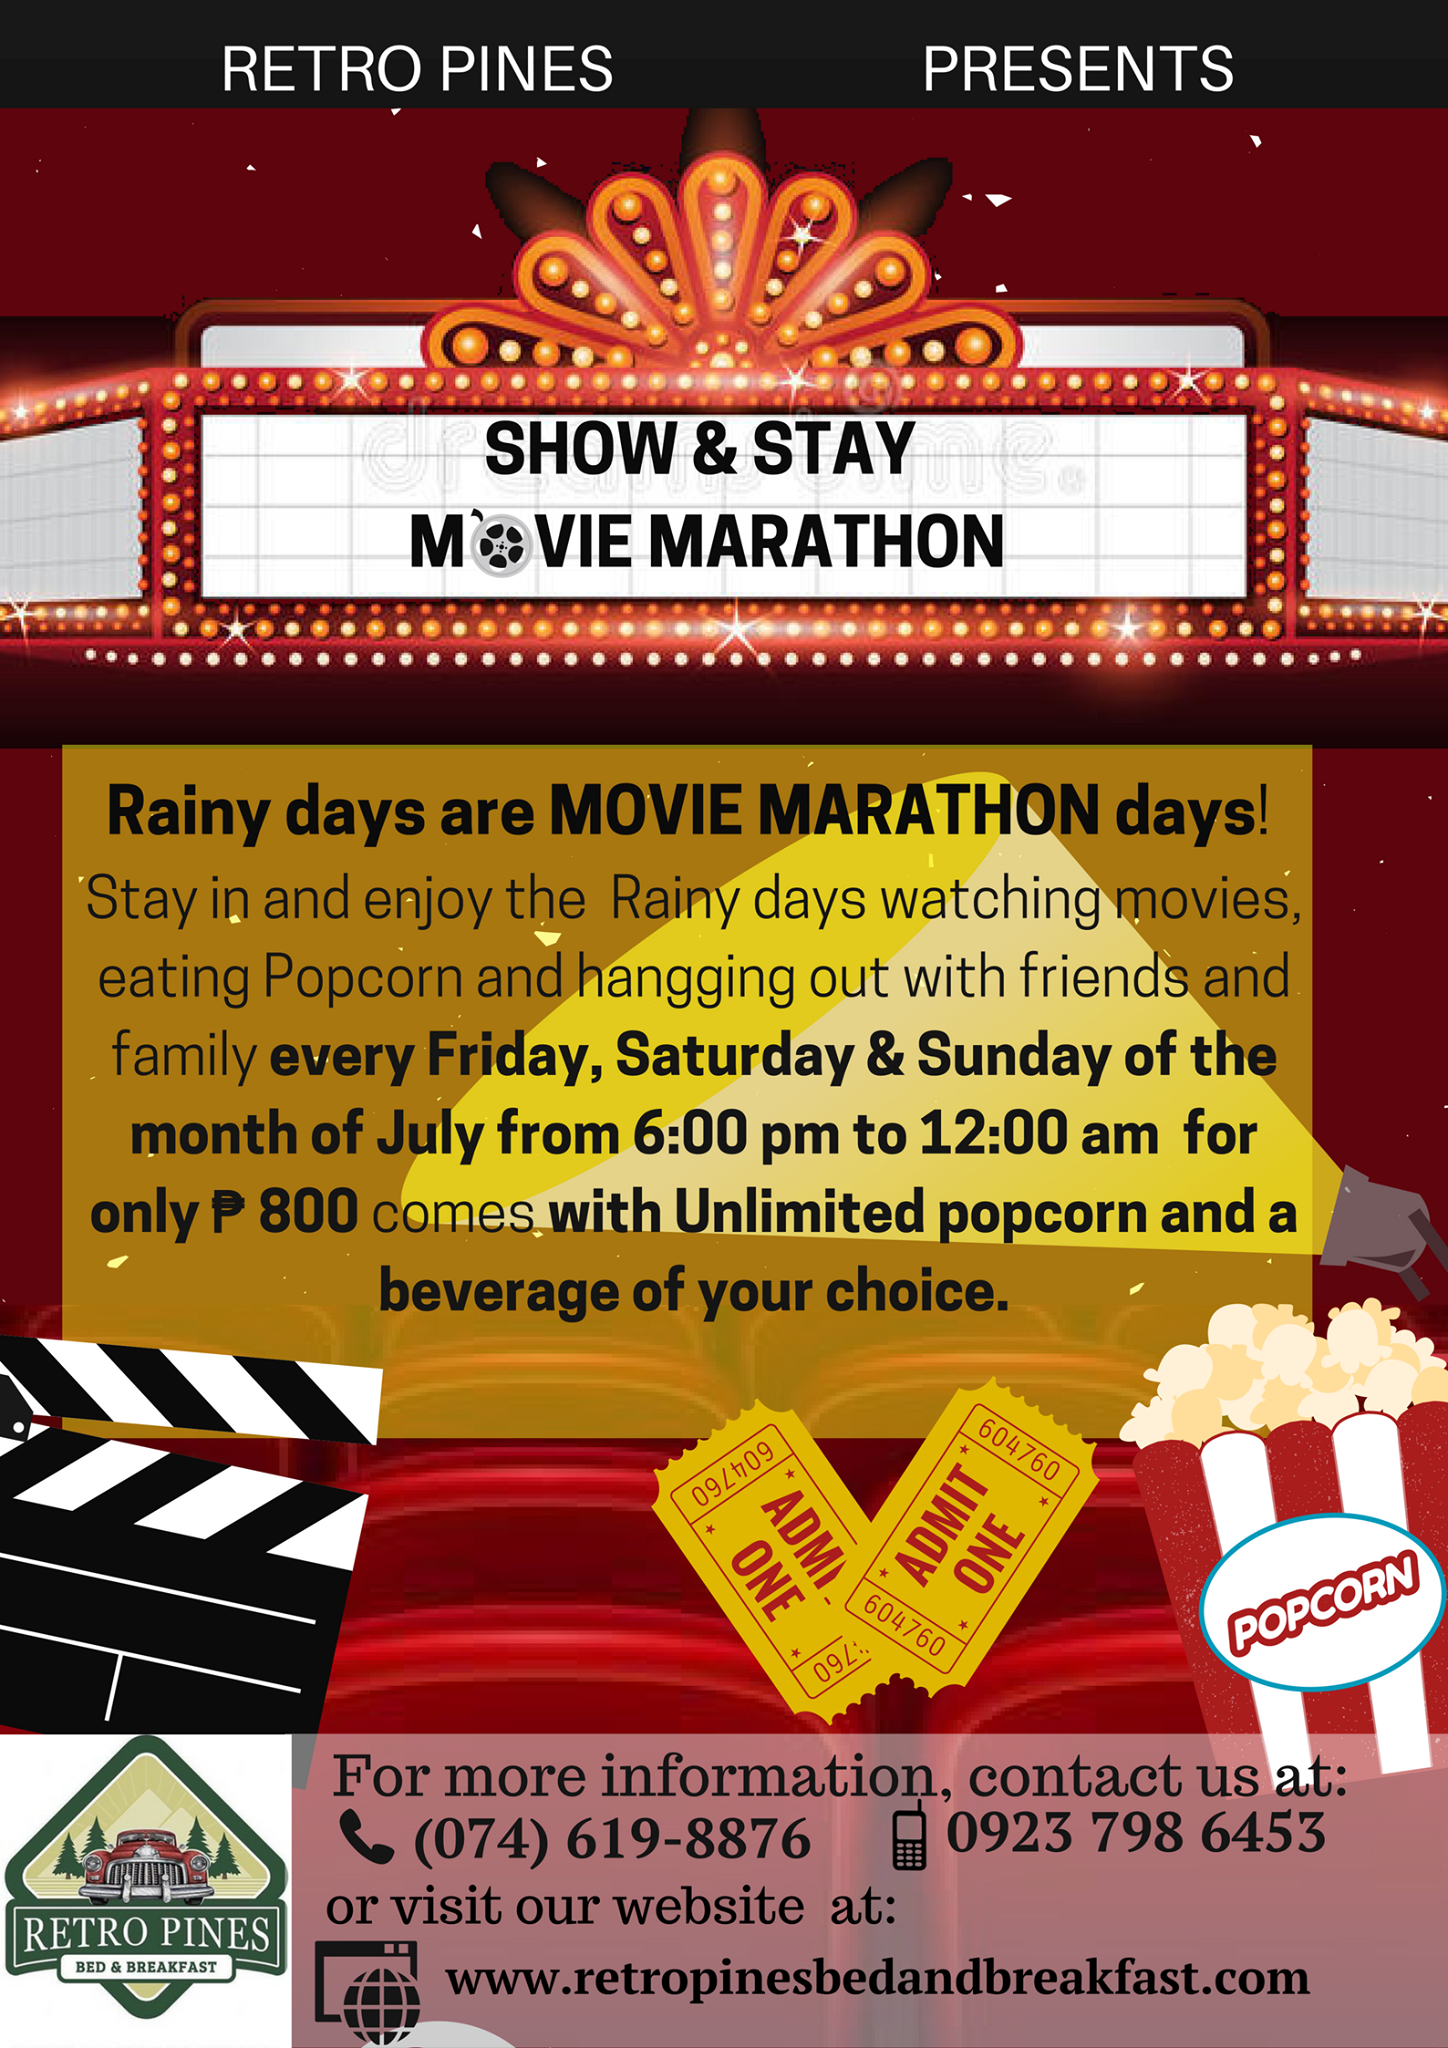 RETRO PINES PRESENTS
dreamstime.
SHOW & STAY
MOVIE MARATHON
Rainy days are MOVIE MARATHON days!
Stay in and enjoy the Rainy days watching movies,
eating Popcorn and hangging out with friends and
family every Friday, Saturday & Sunday of the
month of July from 6:00 pm to 12:00 am for
only ₱ 800 comes with Unlimited popcorn and a
beverage of your choice.
604760
ADMI
ONE
760
604760
ADMIT
ONE
604760
POPCORN
For more information, contact us at:
(074) 619-8876 0923 798 6453
or visit our website at:
www.retropinesbedandbreakfast.com
RETRO PINES
BED & BREAKFAST